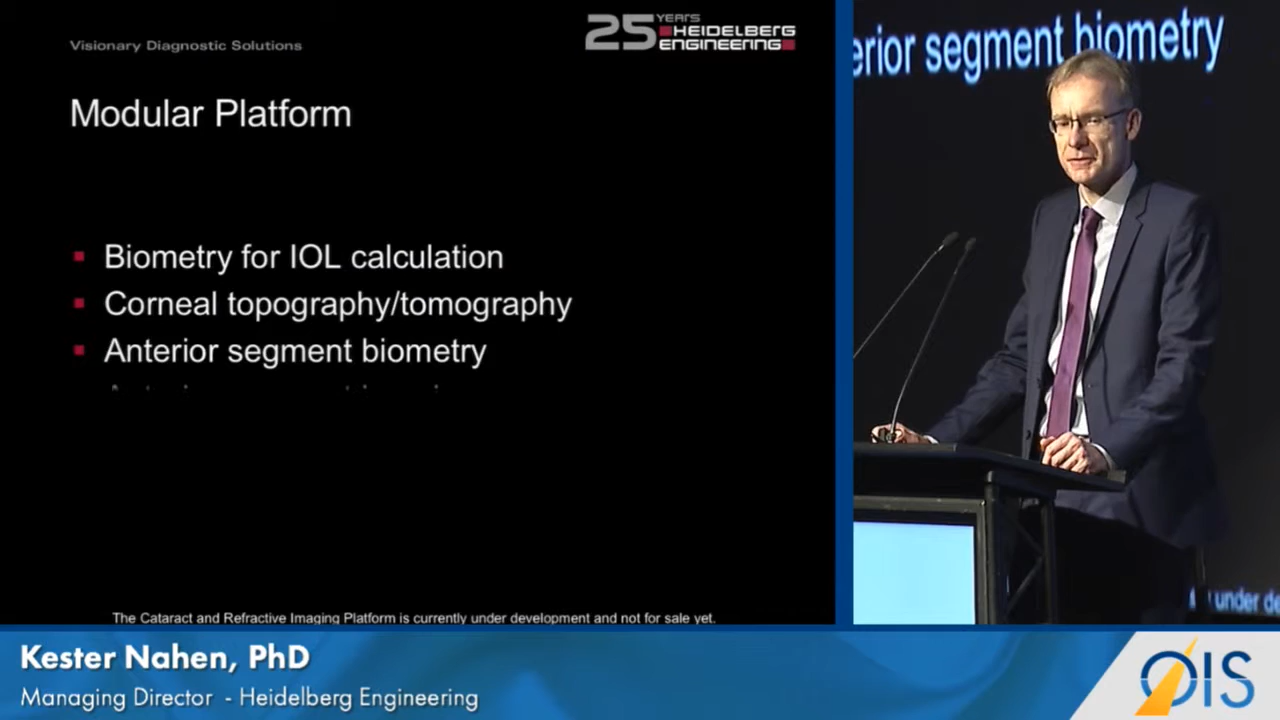 Visionary Diagnostic Solutions
25 YEARS HEIDELBERG ENGINEERING
Modular Platform
Biometry for IOL calculation
Corneal topography/tomography
Anterior segment biometry
The Cataract and Refractive Imaging Platform is currently under development and not for sale yet.
erior segment biometry
under de
Kester Nahen, PhD
Managing Director - Heidelberg Engineering
OIS